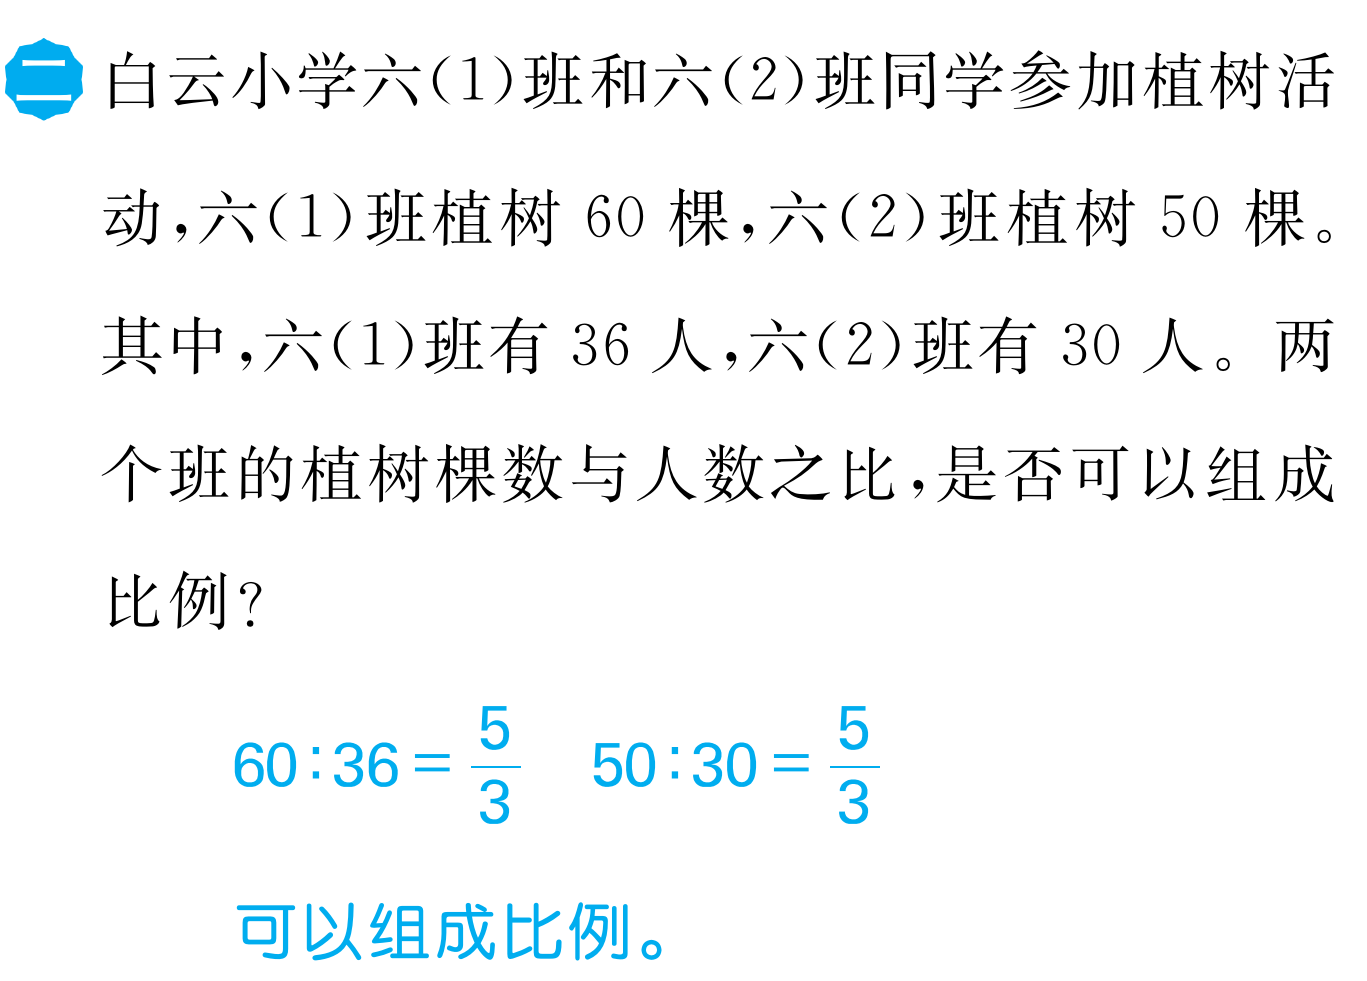 二 白云小学六(1)班和六(2)班同学参加植树活
动,六(1)班植树 60 棵,六(2)班植树 50 棵。
其中,六(1)班有 36 人,六(2)班有 30 人。两
个班的植树棵数与人数之比,是否可以组成
比例?
60∶36=5/3 50∶30=5/3
可以组成比例。